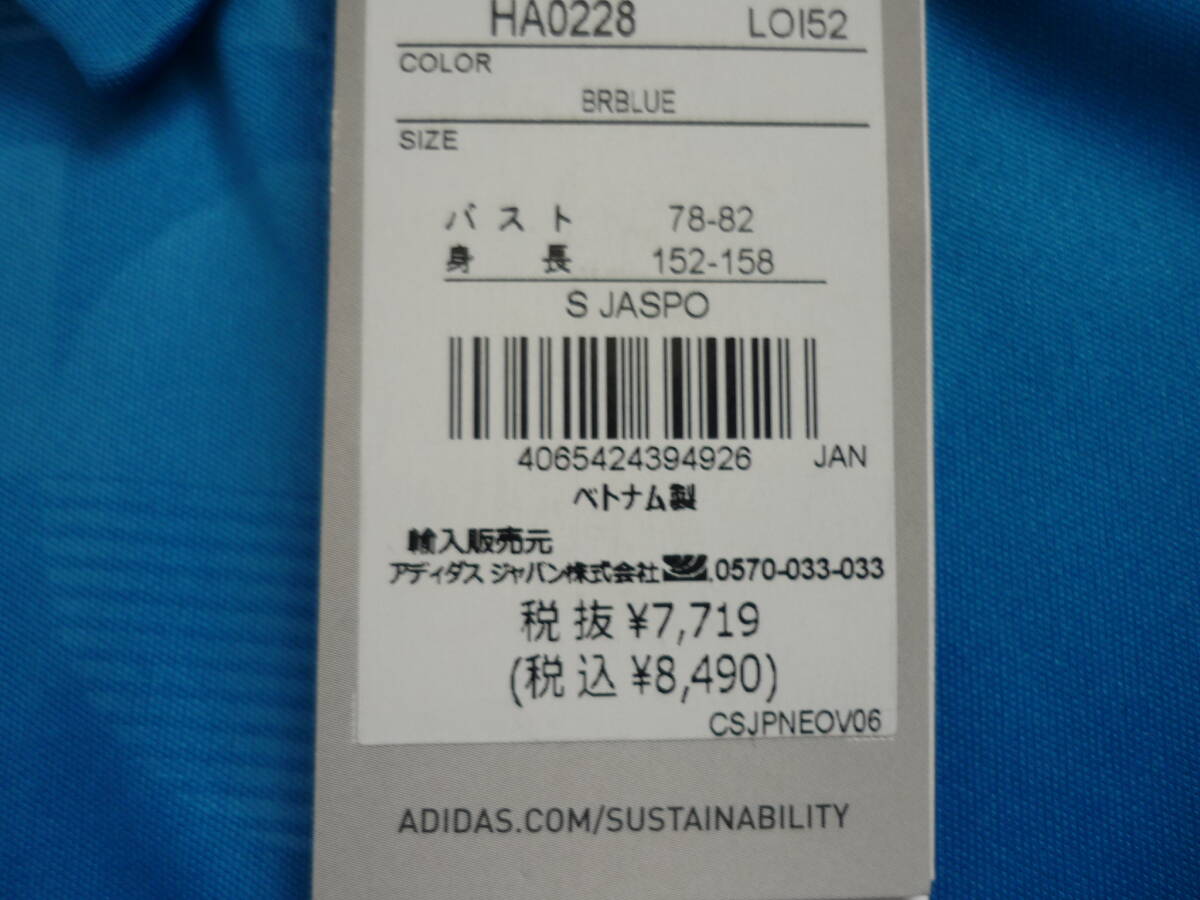 HA0228 LOI52
COLOR
BRBLUE
SIZE
バスト 78-82
身長 152-158
S JASPO
4065424394926 JAN
ベトナム製
輸入販売元
アディダス ジャパン株式会社 0570-033-033
税抜 ¥7,719
(税込 ¥8,490)
CSJPNEOV06
ADIDAS.COM/SUSTAINABILITY